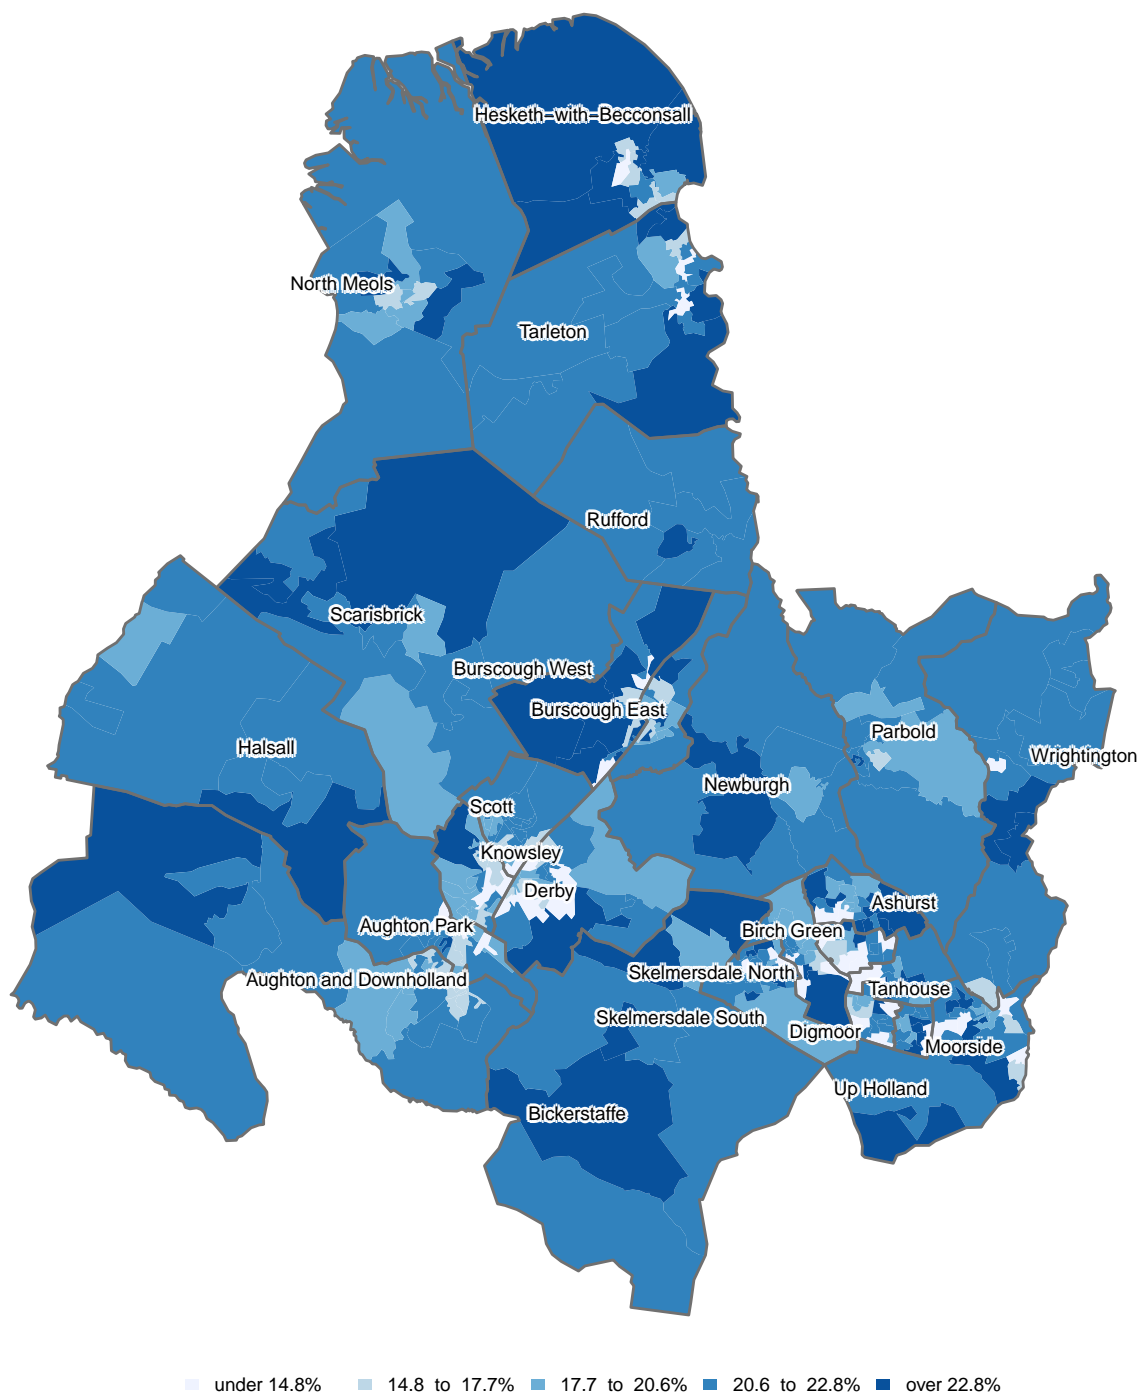 Hesketh-with-Becconsall
North Meols
Tarleton
Rufford
Scarisbrick
Burscough West
Burscough East
Parbold
Halsall
Wrightington
Newburgh
Scott
Knowsley
Derby
Ashurst
Aughton Park
Birch Green
Skelmersdale North
Aughton and Downholland
Tanhouse
Skelmersdale South
Digmoor
Moorside
Up Holland
Bickerstaffe
under 14.8% 14.8 to 17.7% 17.7 to 20.6% 20.6 to 22.8% over 22.8%